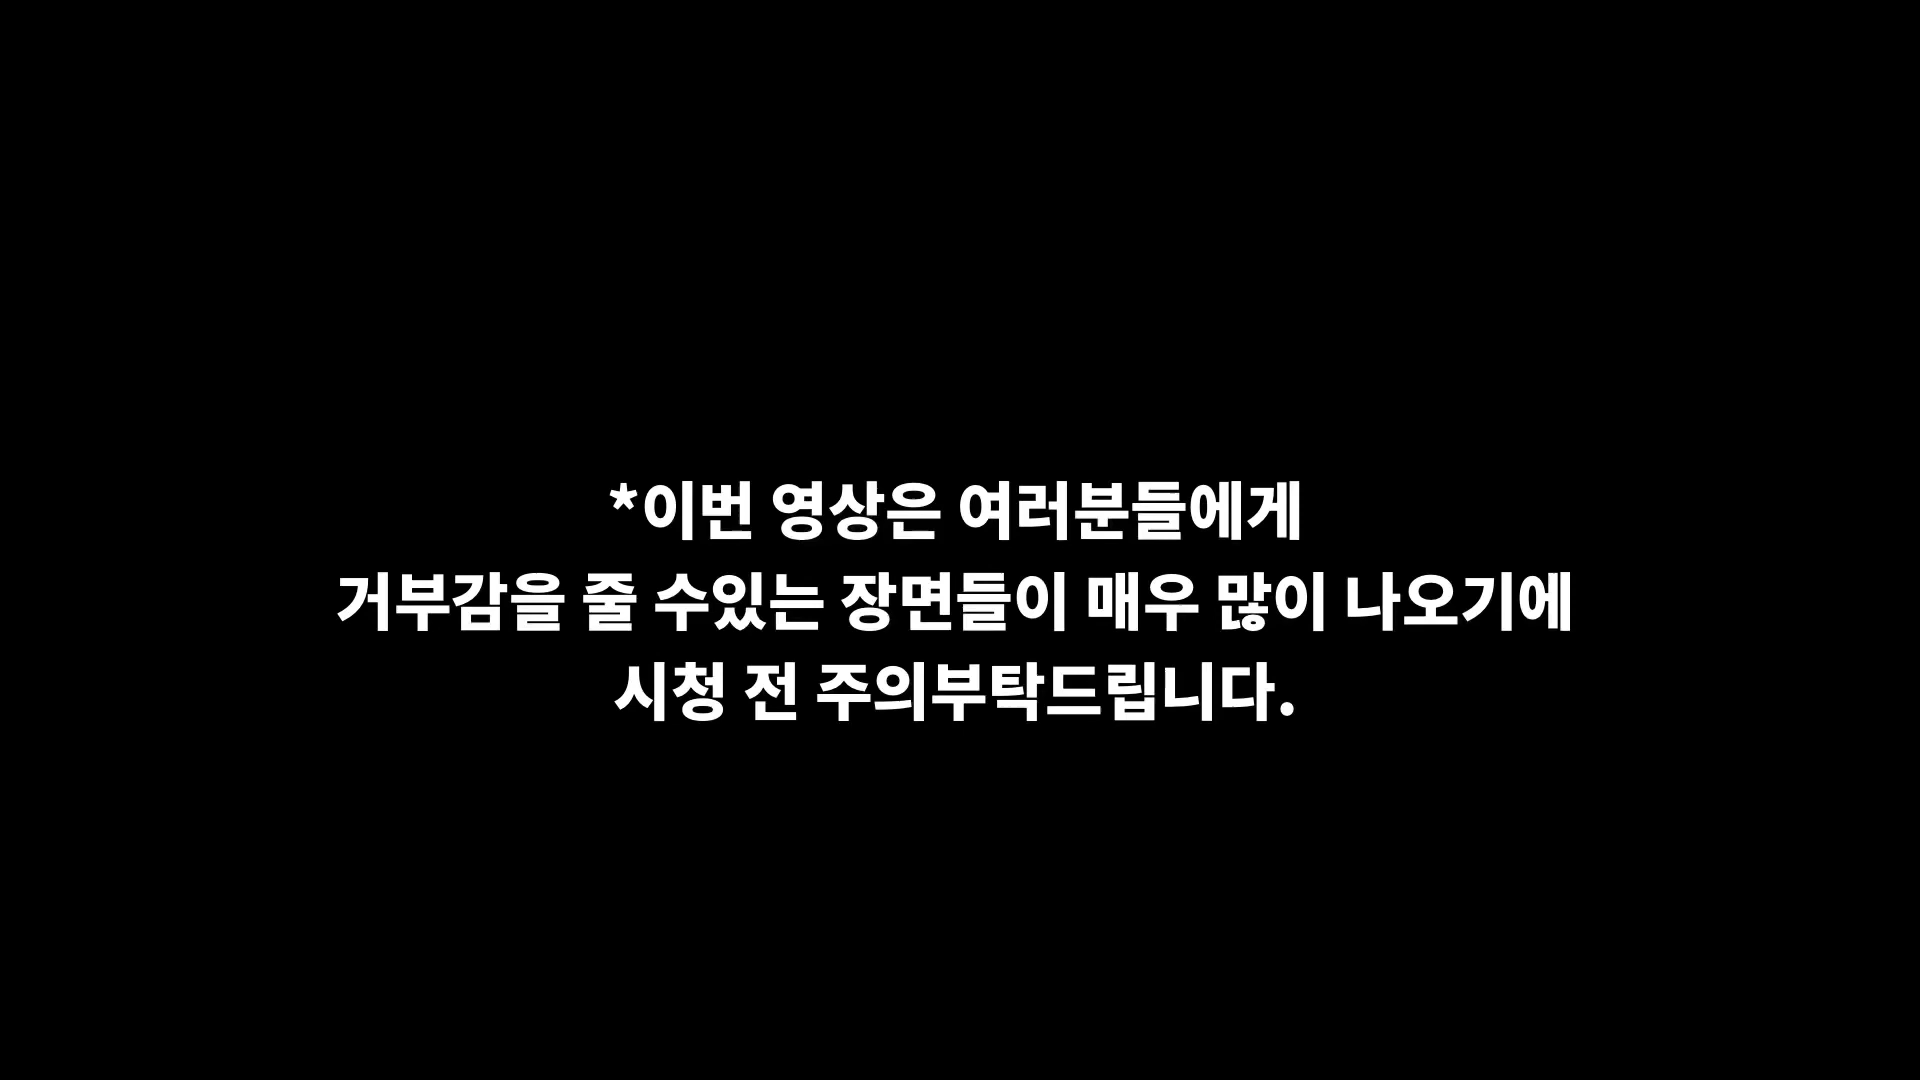 *이번 영상은 여러분들에게
거부감을 줄 수있는 장면들이 매우 많이 나오기에
시청 전 주의부탁드립니다.